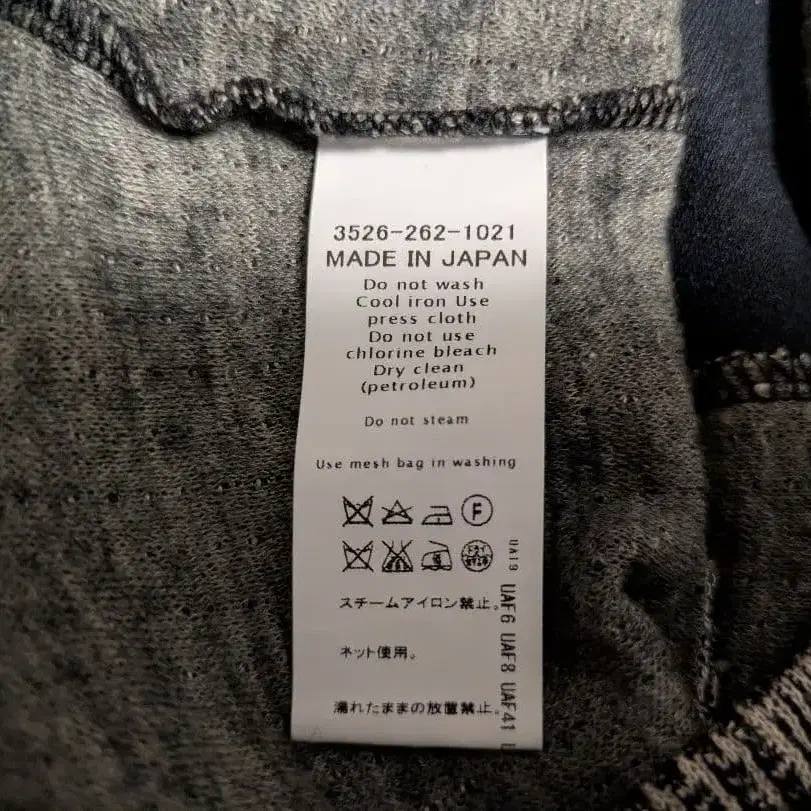 3526-262-1021
MADE IN JAPAN
Do not wash
Cool iron Use
press cloth
Do not use
chlorine bleach
Dry clean
(petroleum)
Do not steam
Use mesh bag in washing
F
スチームアイロン禁止。
ネット使用。
濡れたままの放置禁止。
UA19 UAF6 UAF8 UAF41